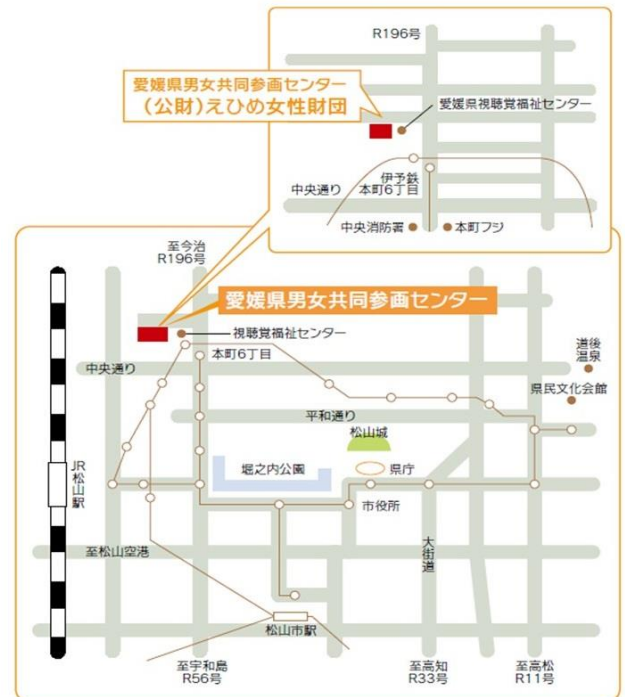 R196号
愛媛県男女共同参画センター
（公財）えひめ女性財団
愛媛県視聴覚福祉センター
伊予鉄
本町6丁目
中央通り
中央消防署
本町フジ
至今治
R196号
愛媛県男女共同参画センター
視聴覚福祉センター
本町6丁目
中央通り
道後
温泉
県民文化会館
平和通り
松山城
JR松山駅
堀之内公園
県庁
市役所
大街道
至松山空港
松山市駅
至宇和島
R56号
至高知
R33号
至高松
R11号